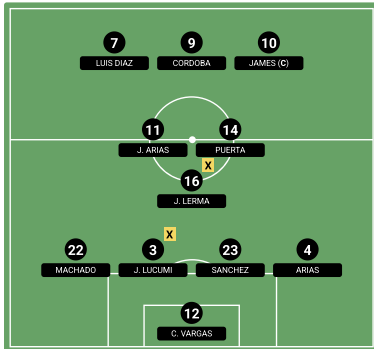 7 9 10
LUIS DIAZ CORDOBA JAMES (C)
11 14
J. ARIAS PUERTA
X
16
J. LERMA
X
22 3 23 4
MACHADO J. LUCUMI SANCHEZ ARIAS
12
C. VARGAS